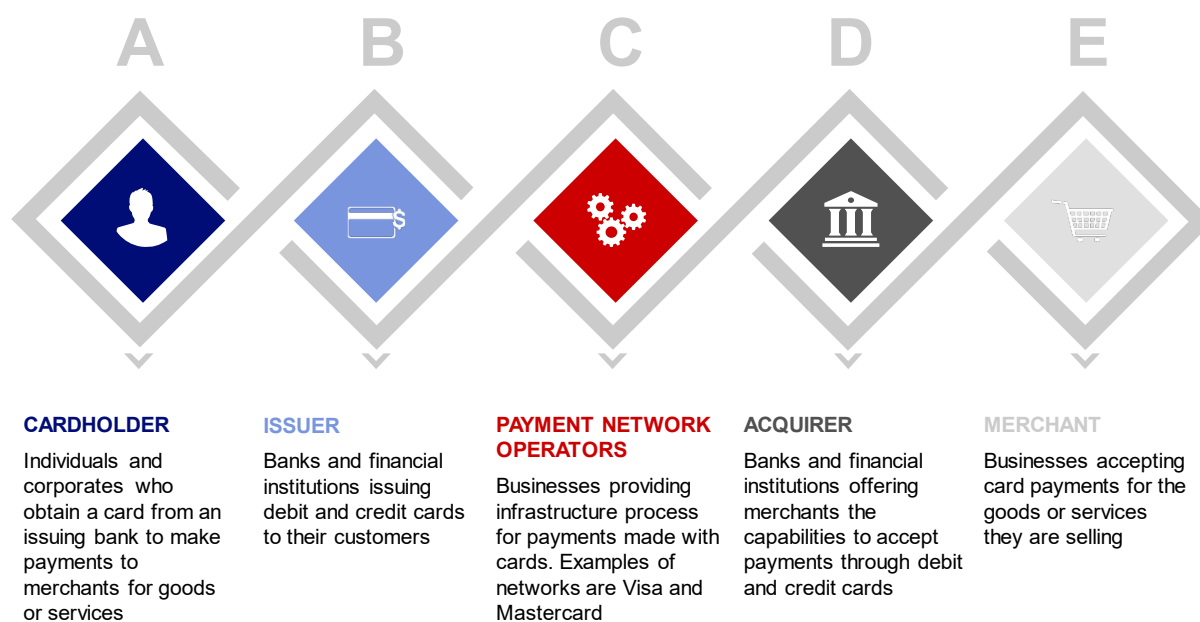 A
B
C
D
E
$
CARDHOLDER
Individuals and
corporates who
obtain a card from an
issuing bank to make
payments to
merchants for goods
or services
ISSUER
Banks and financial
institutions issuing
debit and credit cards
to their customers
PAYMENT NETWORK
OPERATORS
Businesses providing
infrastructure process
for payments made with
cards. Examples of
networks are Visa and
Mastercard
ACQUIRER
Banks and financial
institutions offering
merchants the
capabilities to accept
payments through debit
and credit cards
MERCHANT
Businesses accepting
card payments for the
goods or services
they are selling